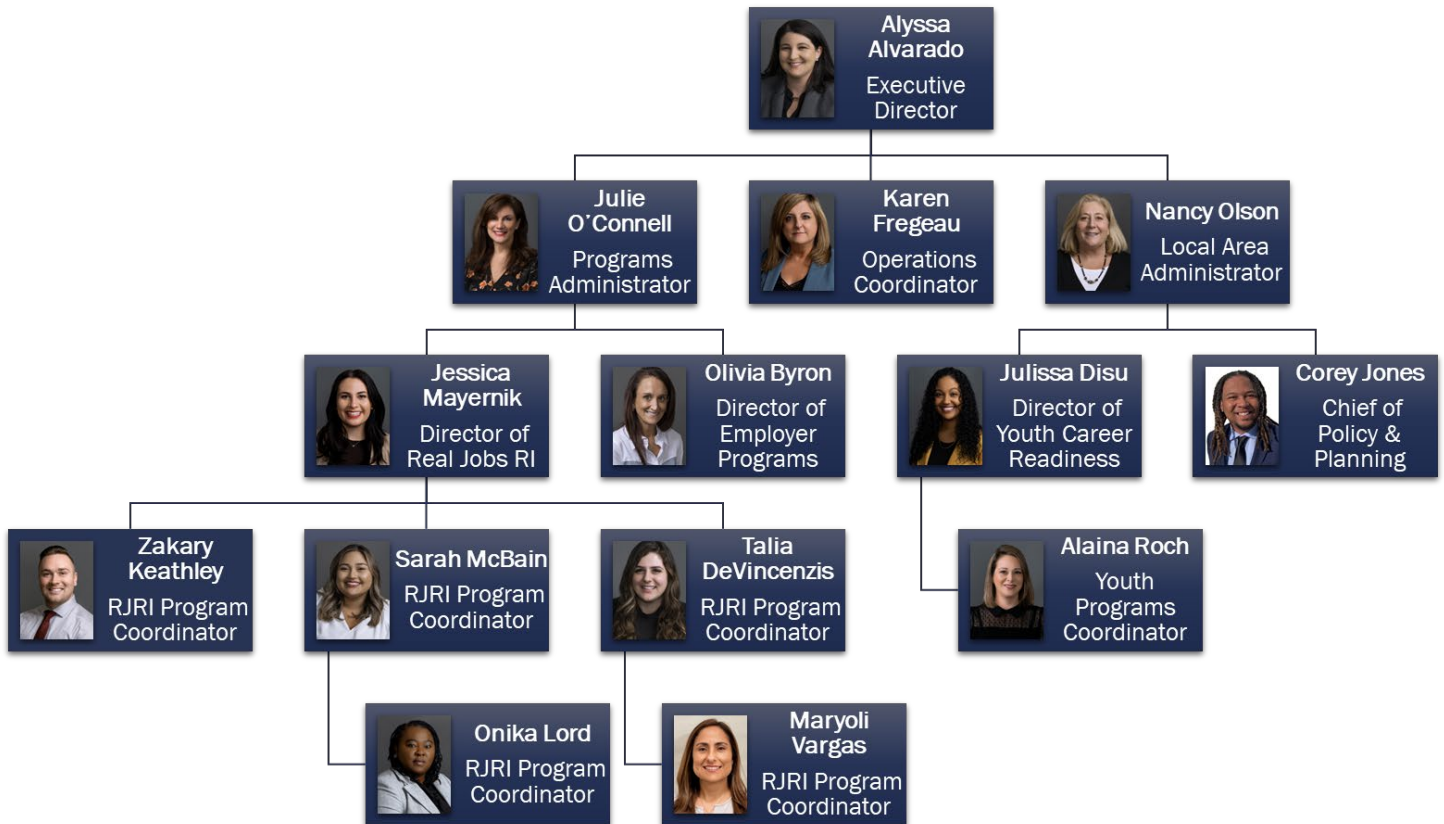 Alyssa
Alvarado
Executive
Director
Julie
O’Connell
Programs
Administrator
Karen
Fregeau
Operations
Coordinator
Nancy Olson
Local Area
Administrator
Jessica
Mayernik
Director of
Real Jobs RI
Olivia Byron
Director of
Employer
Programs
Julissa Disu
Director of
Youth Career
Readiness
Corey Jones
Chief of
Policy &
Planning
Zakary
Keathley
RJRI Program
Coordinator
Sarah McBain
RJRI Program
Coordinator
Talia
DeVincenzis
RJRI Program
Coordinator
Alaina Roch
Youth
Programs
Coordinator
Onika Lord
RJRI Program
Coordinator
Maryoli
Vargas
RJRI Program
Coordinator